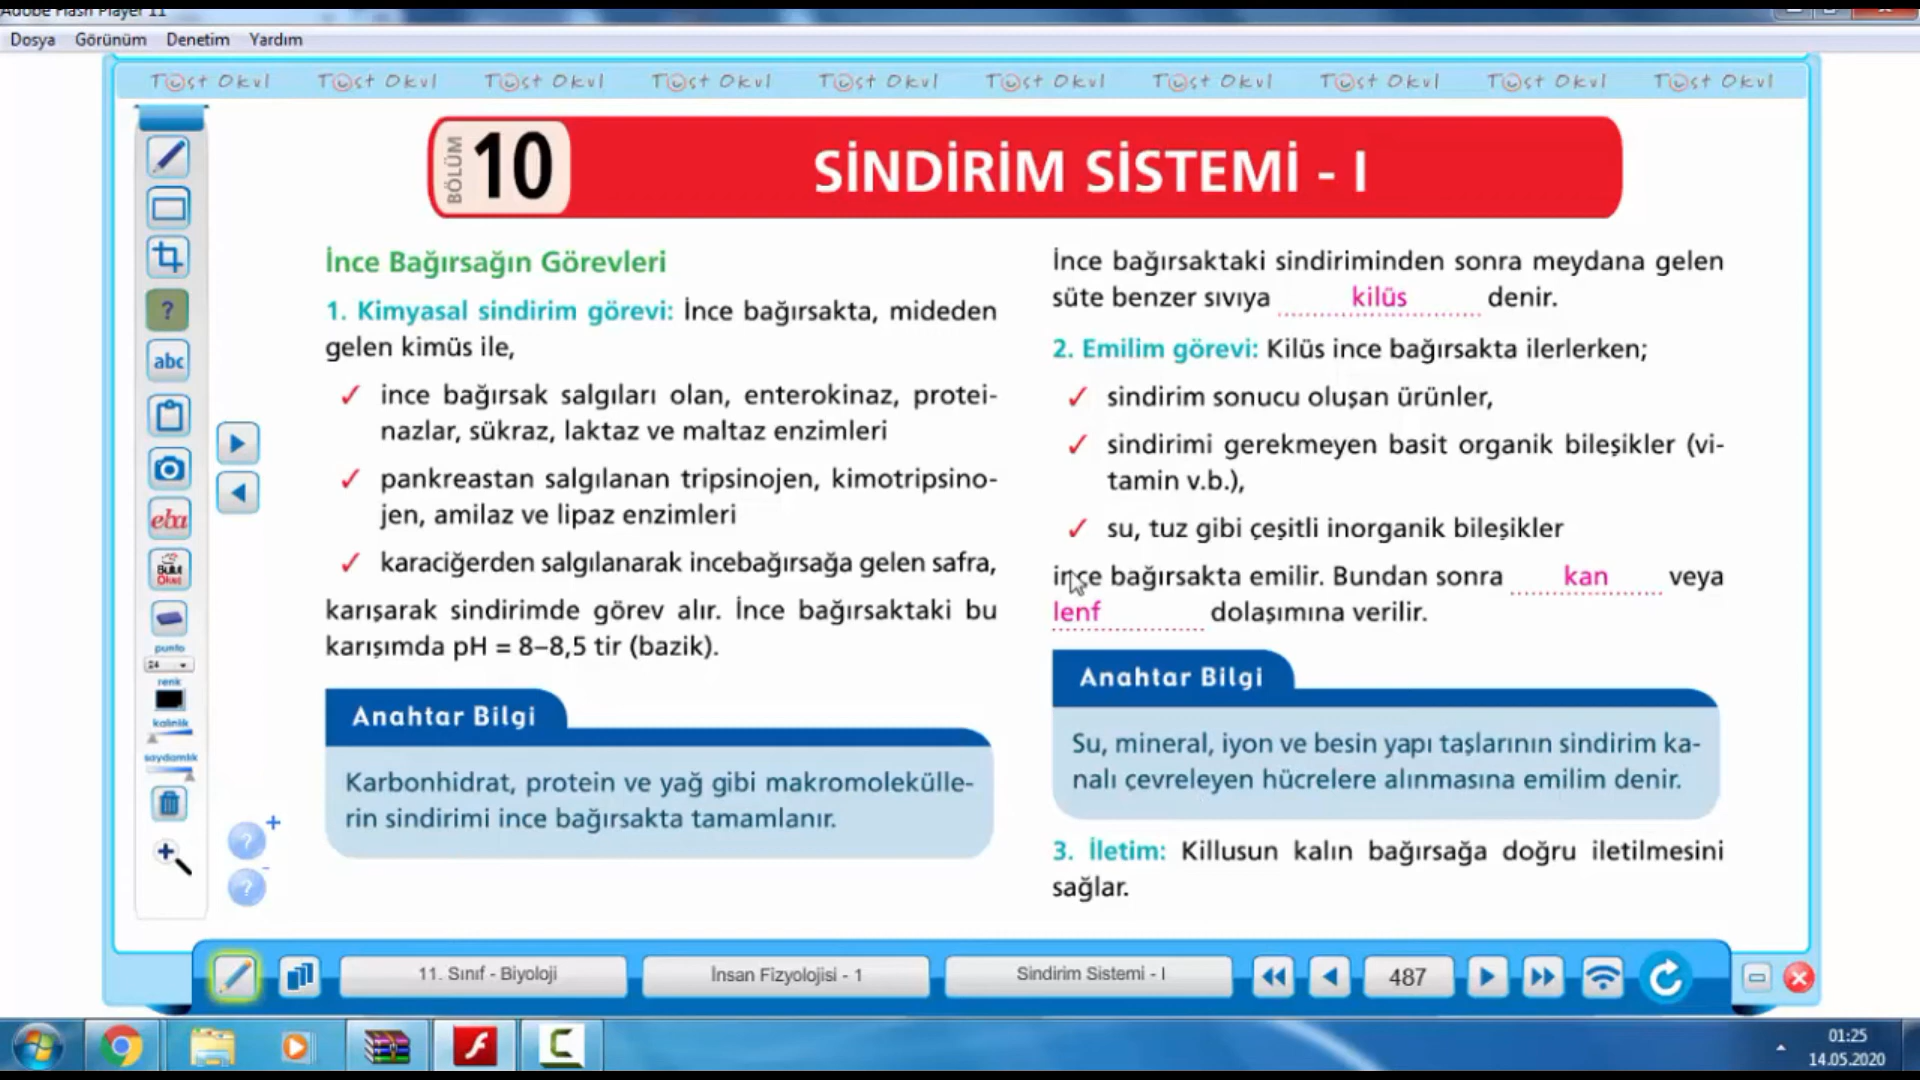 Adobe Flash Player 11
Dosya Görünüm Denetim Yardım
Test Okul Test Okul Test Okul Test Okul Test Okul Test Okul Test Okul Test Okul Test Okul Test Okul
BÖLÜM 10 SİNDİRİM SİSTEMİ - I
İnce Bağırsağın Görevleri
1. Kimyasal sindirim görevi: İnce bağırsakta, mideden
gelen kimüs ile,
✓ ince bağırsak salgıları olan, enterokinaz, protei-
nazlar, sükraz, laktaz ve maltaz enzimleri
✓ pankreastan salgılanan tripsinojen, kimotripsino-
jen, amilaz ve lipaz enzimleri
✓ karaciğerden salgılanarak incebağırsağa gelen safra,
karışarak sindirimde görev alır. İnce bağırsaktaki bu
karışımda pH = 8–8,5 tir (bazik).
Anahtar Bilgi
Karbonhidrat, protein ve yağ gibi makromolekülle-
rin sindirimi ince bağırsakta tamamlanır.
İnce bağırsaktaki sindiriminden sonra meydana gelen
süte benzer sıvıya kilüs denir.
2. Emilim görevi: Kilüs ince bağırsakta ilerlerken;
✓ sindirim sonucu oluşan ürünler,
✓ sindirimi gerekmeyen basit organik bileşikler (vi-
tamin v.b.),
✓ su, tuz gibi çeşitli inorganik bileşikler
ince bağırsakta emilir. Bundan sonra kan veya
lenf dolaşımına verilir.
Anahtar Bilgi
Su, mineral, iyon ve besin yapı taşlarının sindirim ka-
nalı çevreleyen hücrelere alınmasına emilim denir.
3. İletim: Killusun kalın bağırsağa doğru iletilmesini
sağlar.
?
abc
eba
Bulut
Okul
punto
24
renk
kalınlık
saydamlık
? +
? -
11. Sınıf - Biyoloji
İnsan Fizyolojisi - 1
Sindirim Sistemi - I
487
01:25
14.05.2020